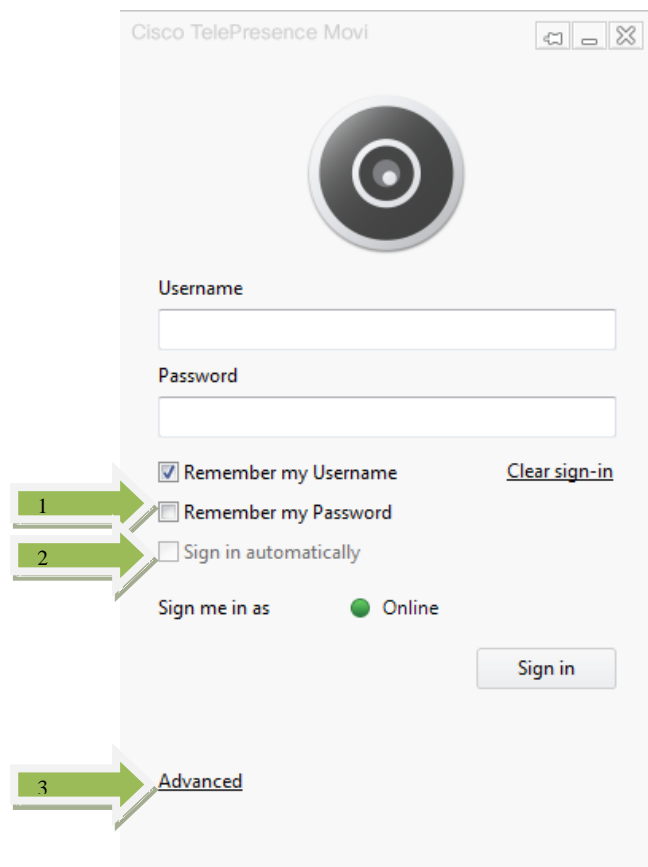 Cisco TelePresence Movi
Username
Password
Remember my Username Clear sign-in
1 Remember my Password
2 Sign in automatically
Sign me in as Online
Sign in
3 Advanced